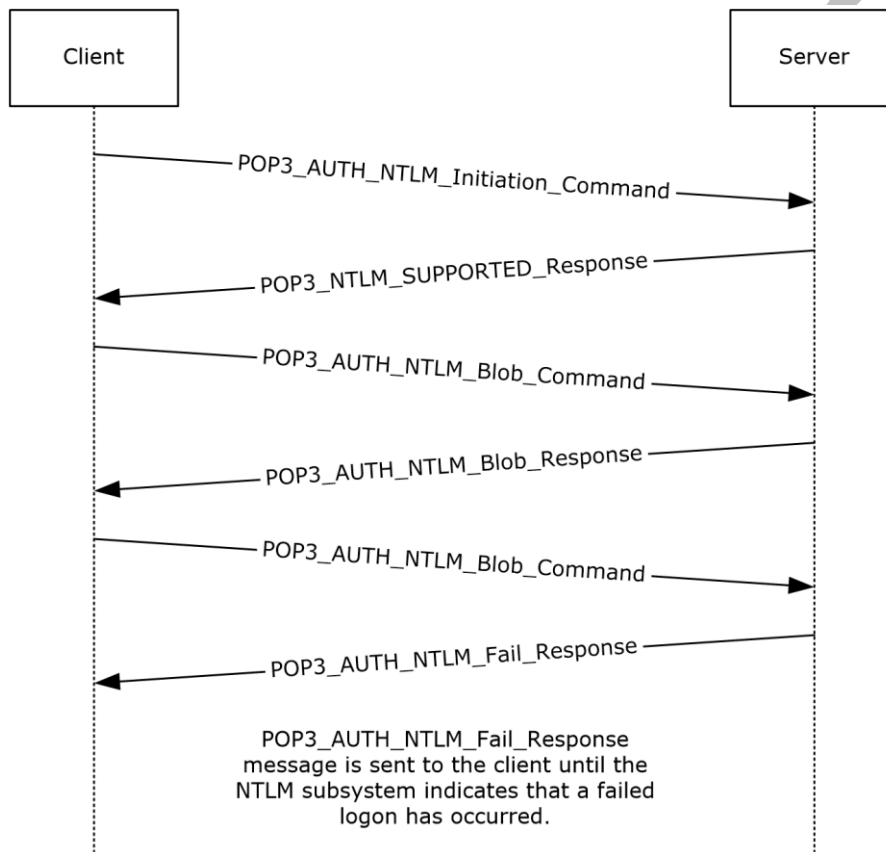 Client
Server
POP3_AUTH_NTLM_Initiation_Command
POP3_NTLM_SUPPORTED_Response
POP3_AUTH_NTLM_Blob_Command
POP3_AUTH_NTLM_Blob_Response
POP3_AUTH_NTLM_Blob_Command
POP3_AUTH_NTLM_Fail_Response
POP3_AUTH_NTLM_Fail_Response
message is sent to the client until the
NTLM subsystem indicates that a failed
logon has occurred.